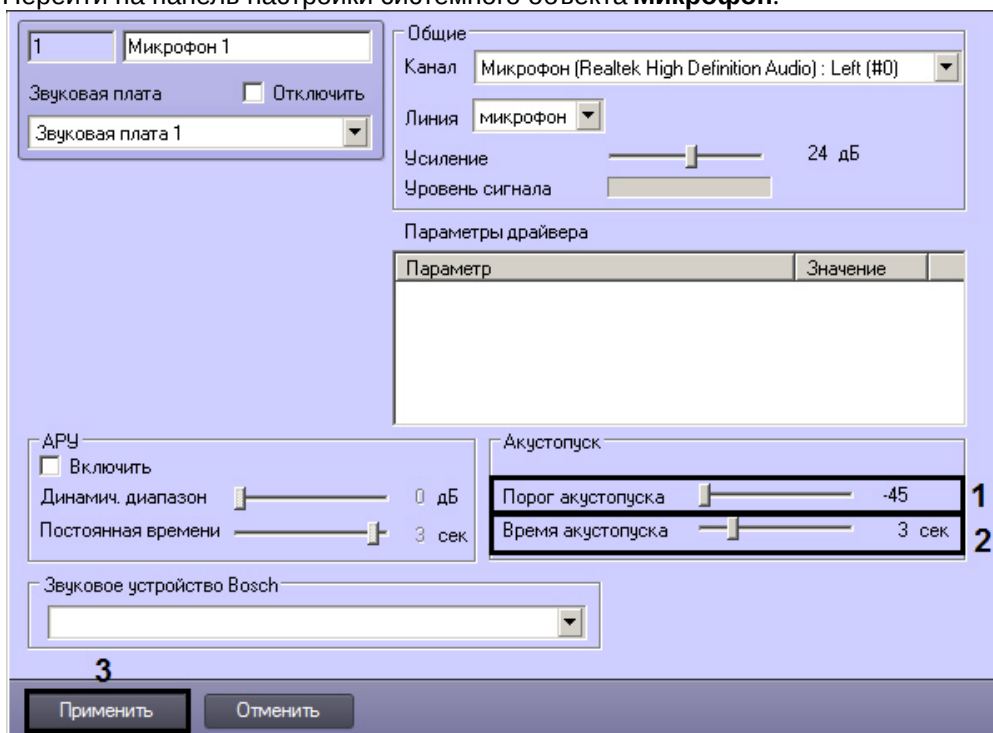 Перейти на панель настройки системного объекта Микрофон.
1 Микрофон 1
Звуковая плата Отключить
Звуковая плата 1
Общие
Канал Микрофон (Realtek High Definition Audio) : Left (#0)
Линия микрофон
Усиление 24 дБ
Уровень сигнала
Параметры драйвера
Параметр Значение
АРУ
Включить
Динамич. диапазон 0 дБ
Постоянная времени 3 сек
Акустопуск
Порог акустопуска -45 1
Время акустопуска 3 сек 2
Звуковое устройство Bosch
3
Применить Отменить